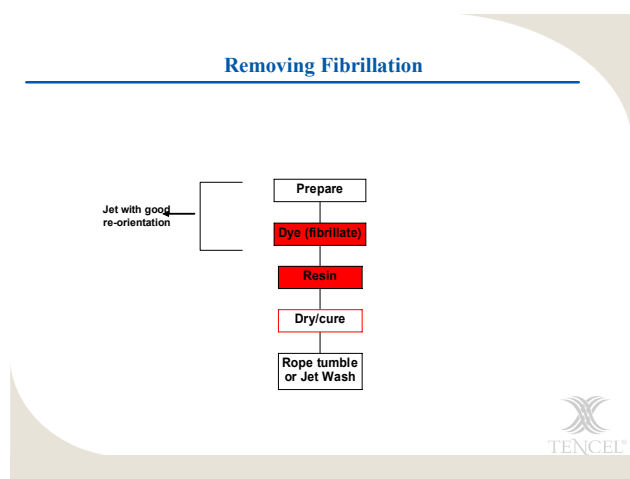 Removing Fibrillation
Prepare
Jet with good
re-orientation
Dye (fibrillate)
Resin
Dry/cure
Rope tumble
or Jet Wash
TENCEL®